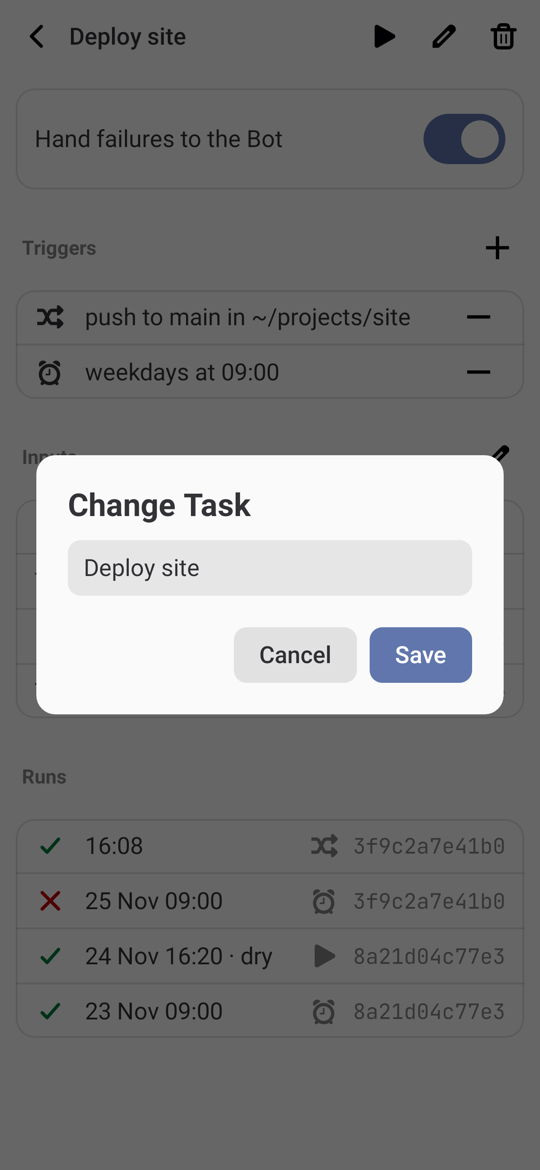 Deploy site
Hand failures to the Bot
Triggers
push to main in ~/projects/site
weekdays at 09:00
Change Task
Deploy site
Cancel
Save
Runs
16:08 3f9c2a7e41b0
25 Nov 09:00 3f9c2a7e41b0
24 Nov 16:20 · dry 8a21d04c77e3
23 Nov 09:00 8a21d04c77e3